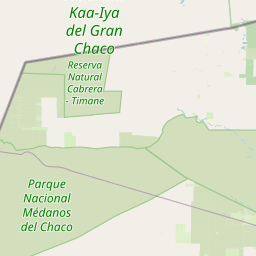 Kaa-Iya
del Gran
Chaco
Reserva
Natural
Cabrera
- Timane
Parque
Nacional
Médanos
del Chaco